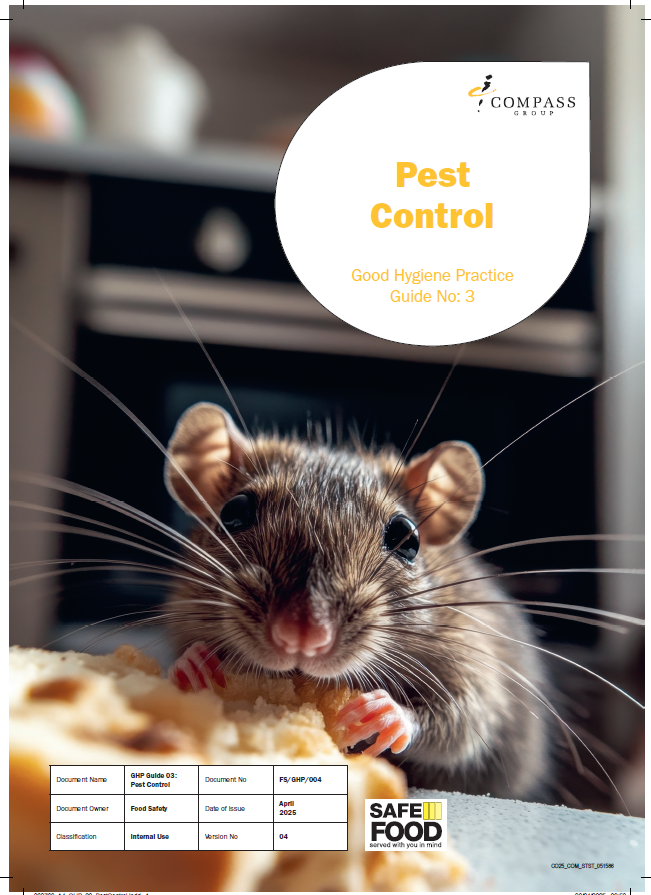 COMPASS
GROUP
Pest
Control
Good Hygiene Practice
Guide No: 3
Document Name
GHP Guide 03:
Pest Control
Document No
FS/GHP/004
Document Owner
Food Safety
Date of Issue
April
2025
Classification
Internal Use
Version No
04
SAFE
FOOD
served with you in mind
CO25_COM_STST_051586